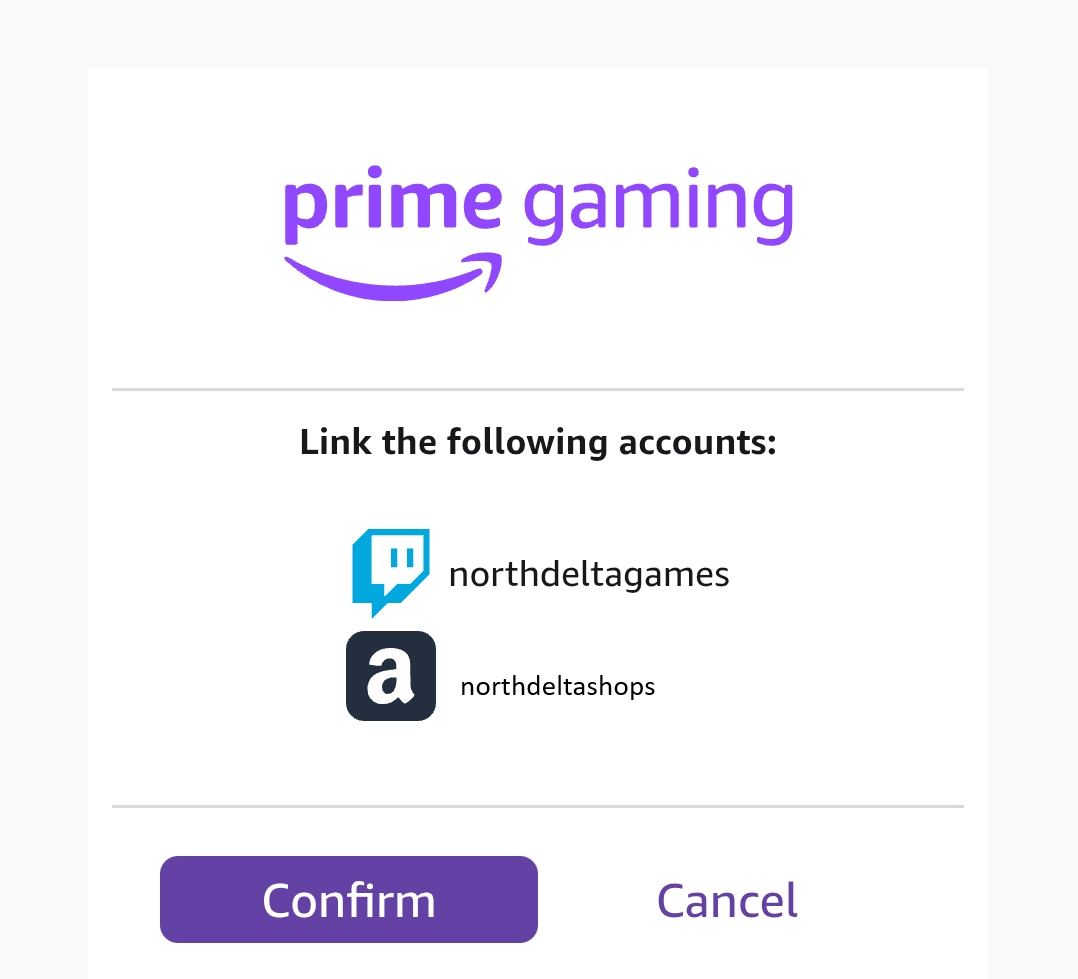 prime gaming
Link the following accounts:
northdeltagames
a
northdeltashops
Confirm
Cancel